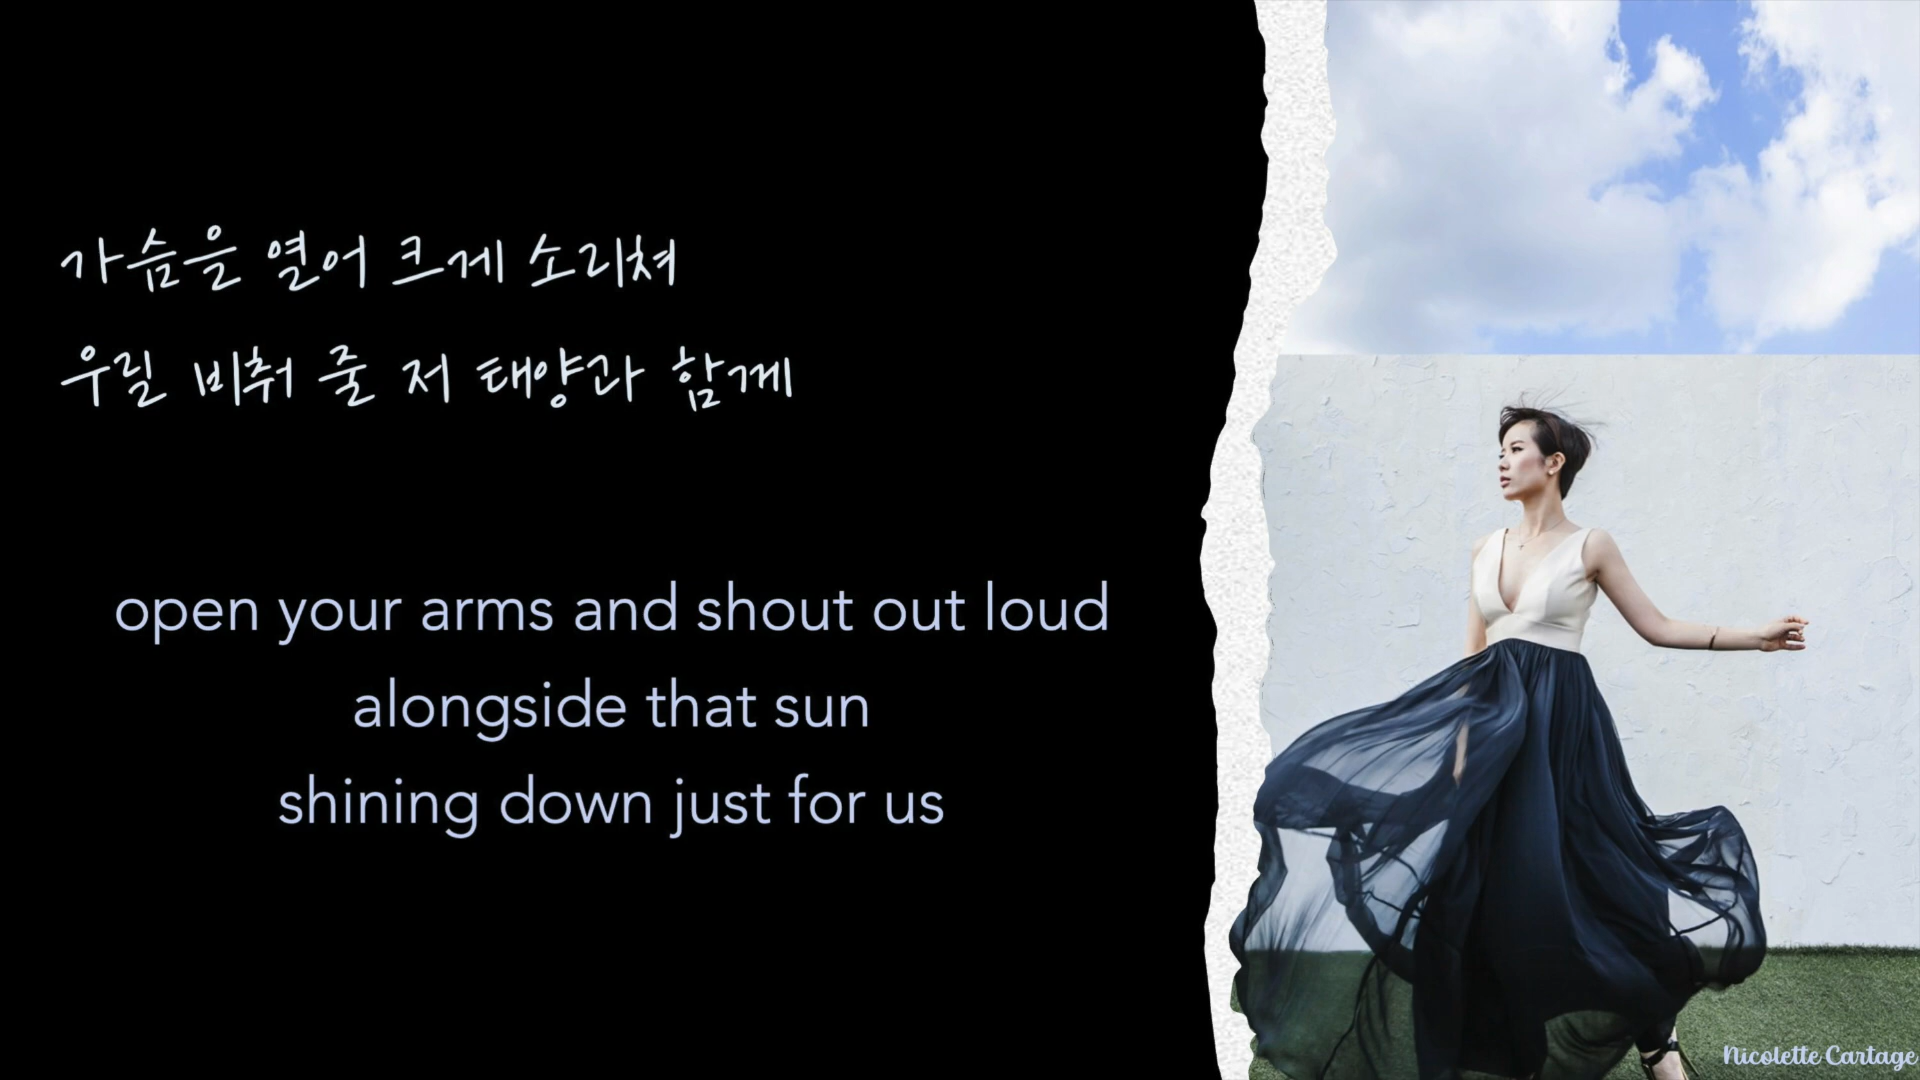 가슴을 열어 크게 소리쳐
우릴 비춰 줄 저 태양과 함께
open your arms and shout out loud
alongside that sun
shining down just for us
Nicolette Cartage